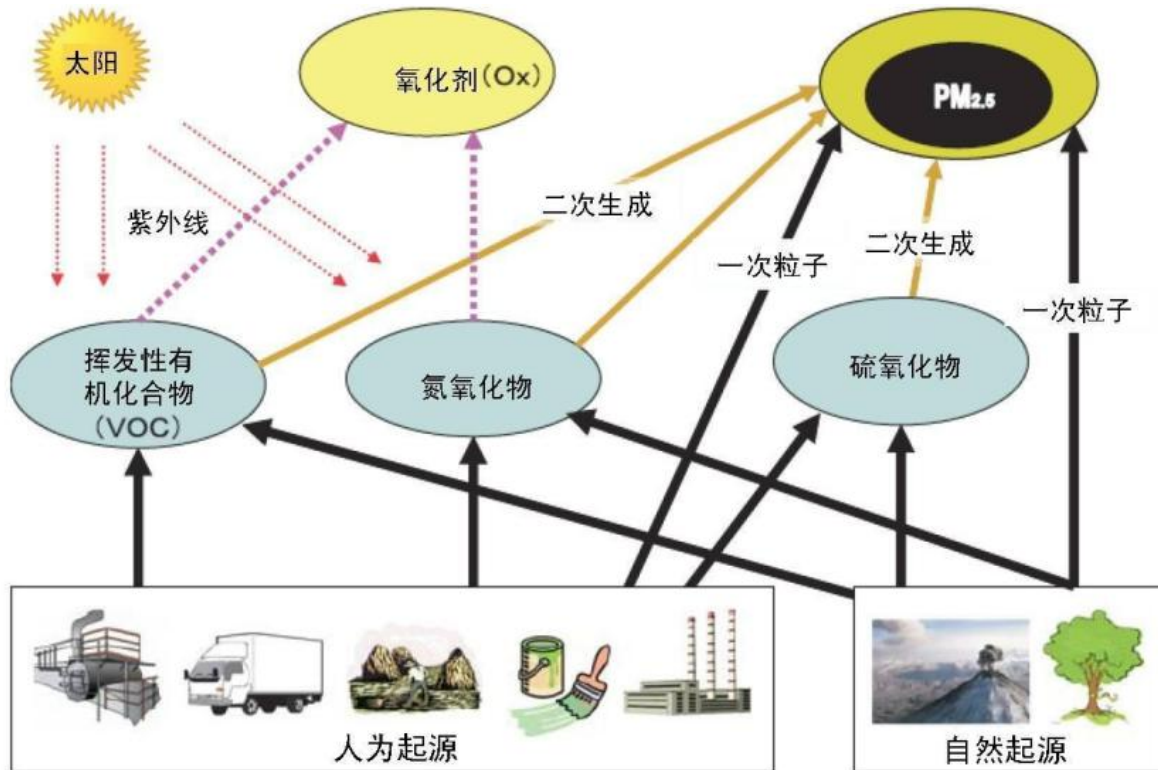 太阳
氧化剂(Ox)
PM2.5
紫外线
二次生成
一次粒子
二次生成
一次粒子
挥发性有
机化合物
(VOC)
氮氧化物
硫氧化物
人为起源
自然起源